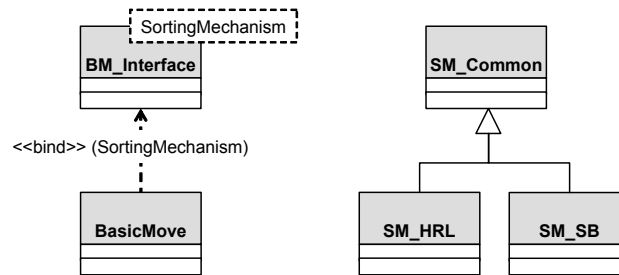 SortingMechanism
BM_Interface
SM_Common
<<bind>> (SortingMechanism)
BasicMove
SM_HRL
SM_SB